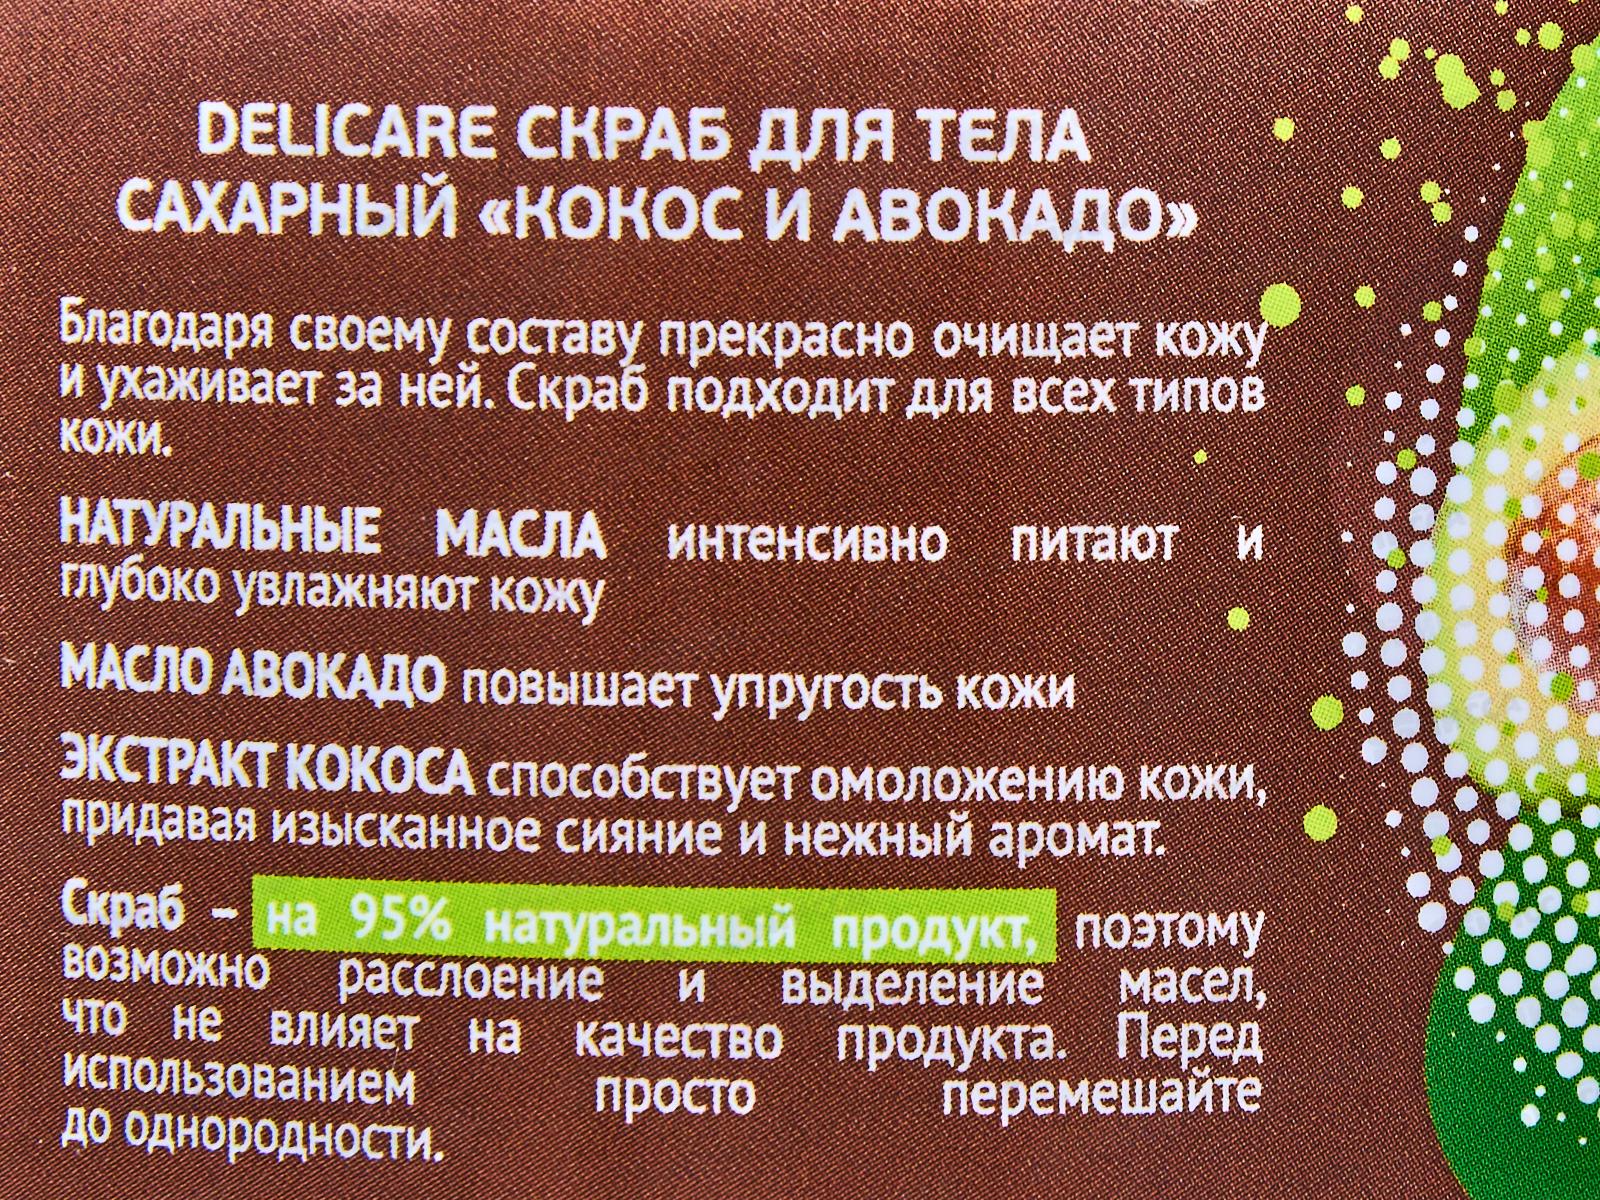 DELICARE СКРАБ ДЛЯ ТЕЛА
САХАРНЫЙ «КОКОС И АВОКАДО»
Благодаря своему составу прекрасно очищает кожу
и ухаживает за ней. Скраб подходит для всех типов
кожи.
НАТУРАЛЬНЫЕ МАСЛА интенсивно питают и
глубоко увлажняют кожу
МАСЛО АВОКАДО повышает упругость кожи
ЭКСТРАКТ КОКОСА способствует омоложению кожи,
придавая изысканное сияние и нежный аромат.
Скраб – на 95% натуральный продукт, поэтому
возможно расслоение и выделение масел,
что не влияет на качество продукта. Перед
использованием просто перемешайте
до однородности.